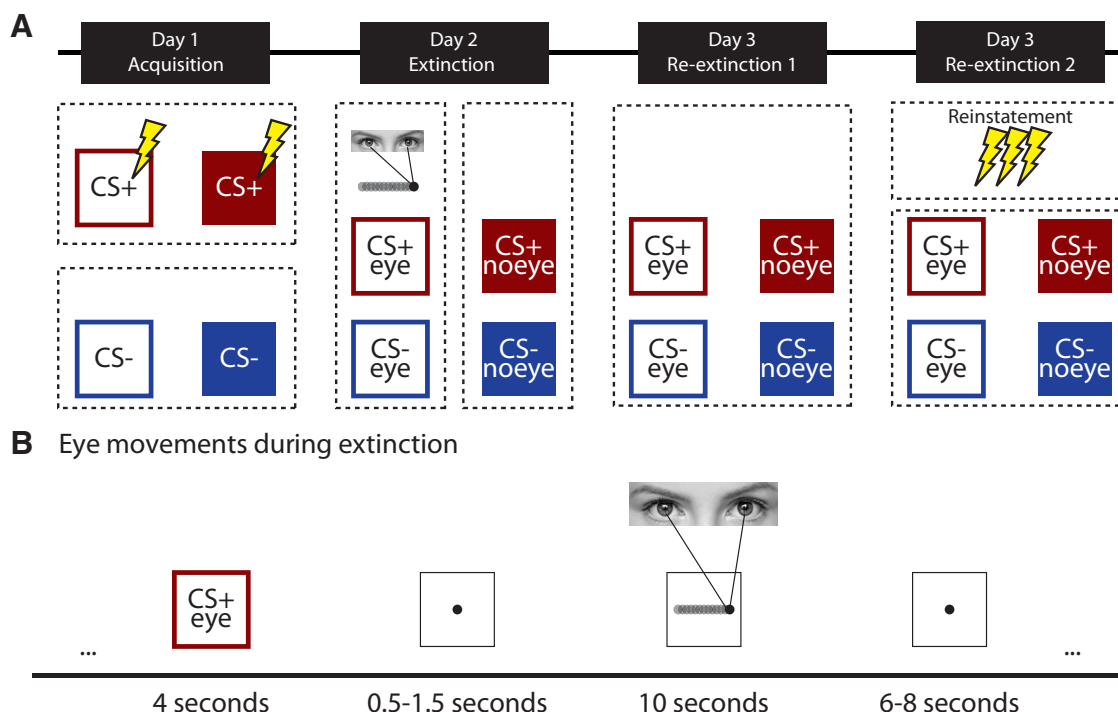 A
Day 1
Acquisition
Day 2
Extinction
Day 3
Re-extinction 1
Day 3
Re-extinction 2
CS+
CS+
CS-
CS-
CS+
eye
CS+
noeye
CS-
eye
CS-
noeye
CS+
eye
CS+
noeye
CS-
eye
CS-
noeye
Reinstatement
CS+
eye
CS+
noeye
CS-
eye
CS-
noeye
B Eye movements during extinction
CS+
eye
...
...
4 seconds
0.5-1.5 seconds
10 seconds
6-8 seconds